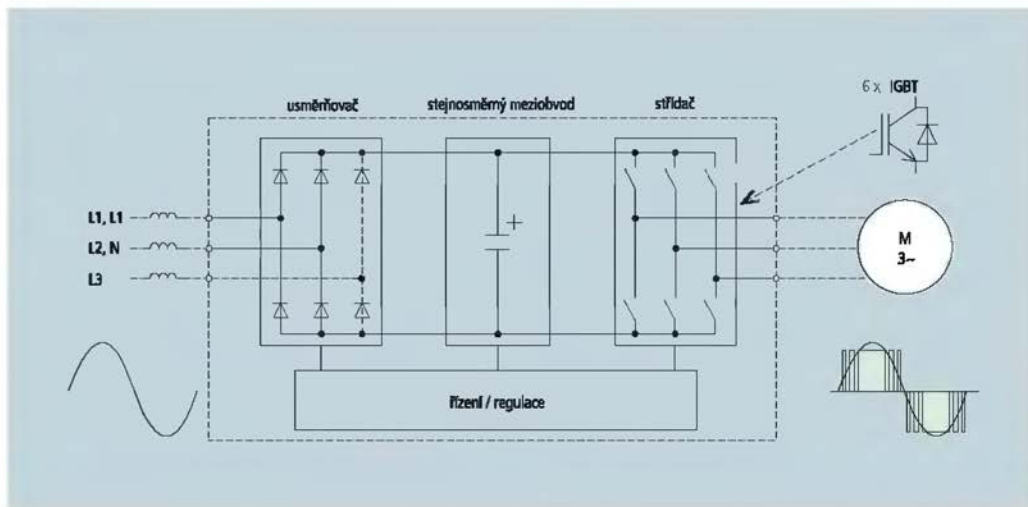 6 x IGBT
usměrňovač
stejnosměrný meziobvod
střídač
L1, L1
L2, N
L3
+
M
3~
řízení / regulace